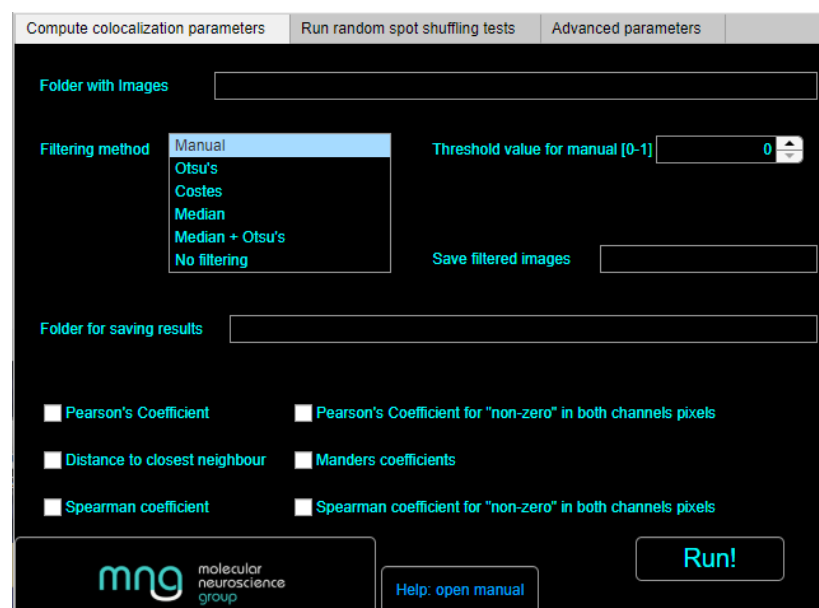 Compute colocalization parameters Run random spot shuffling tests Advanced parameters
Folder with Images
Filtering method Manual Threshold value for manual [0-1] 0
Otsu's
Costes
Median
Median + Otsu's
No filtering Save filtered images
Folder for saving results
Pearson's Coefficient Pearson's Coefficient for "non-zero" in both channels pixels
Distance to closest neighbour Manders coefficients
Spearman coefficient Spearman coefficient for "non-zero" in both channels pixels
Run!
mng molecular
neuroscience
group
Help: open manual